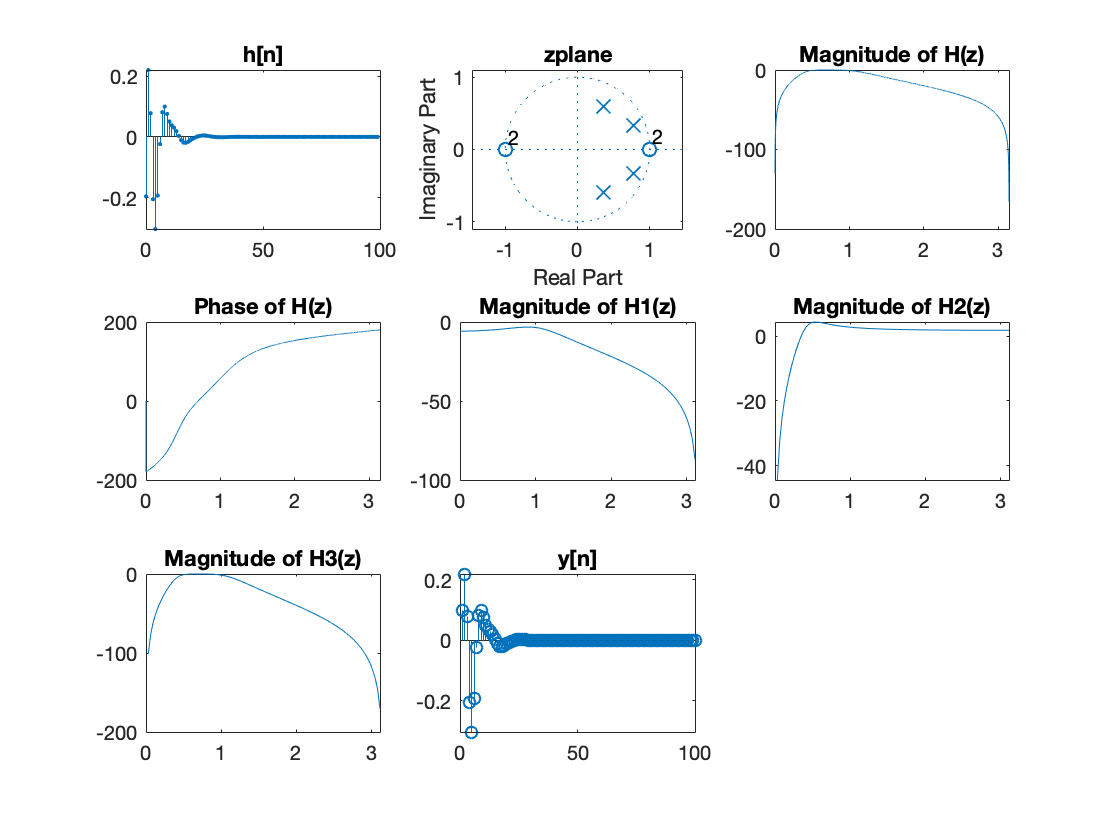 h[n]
0.2
0
-0.2
0 50 100
zplane
Imaginary Part
1
0
-1
2
2
-1 0 1
Real Part
Magnitude of H(z)
0
-100
-200
0 1 2 3
Phase of H(z)
200
0
-200
0 1 2 3
Magnitude of H1(z)
0
-50
-100
0 1 2 3
Magnitude of H2(z)
0
-20
-40
0 1 2 3
Magnitude of H3(z)
0
-100
-200
0 1 2 3
y[n]
0.2
0
-0.2
0 50 100